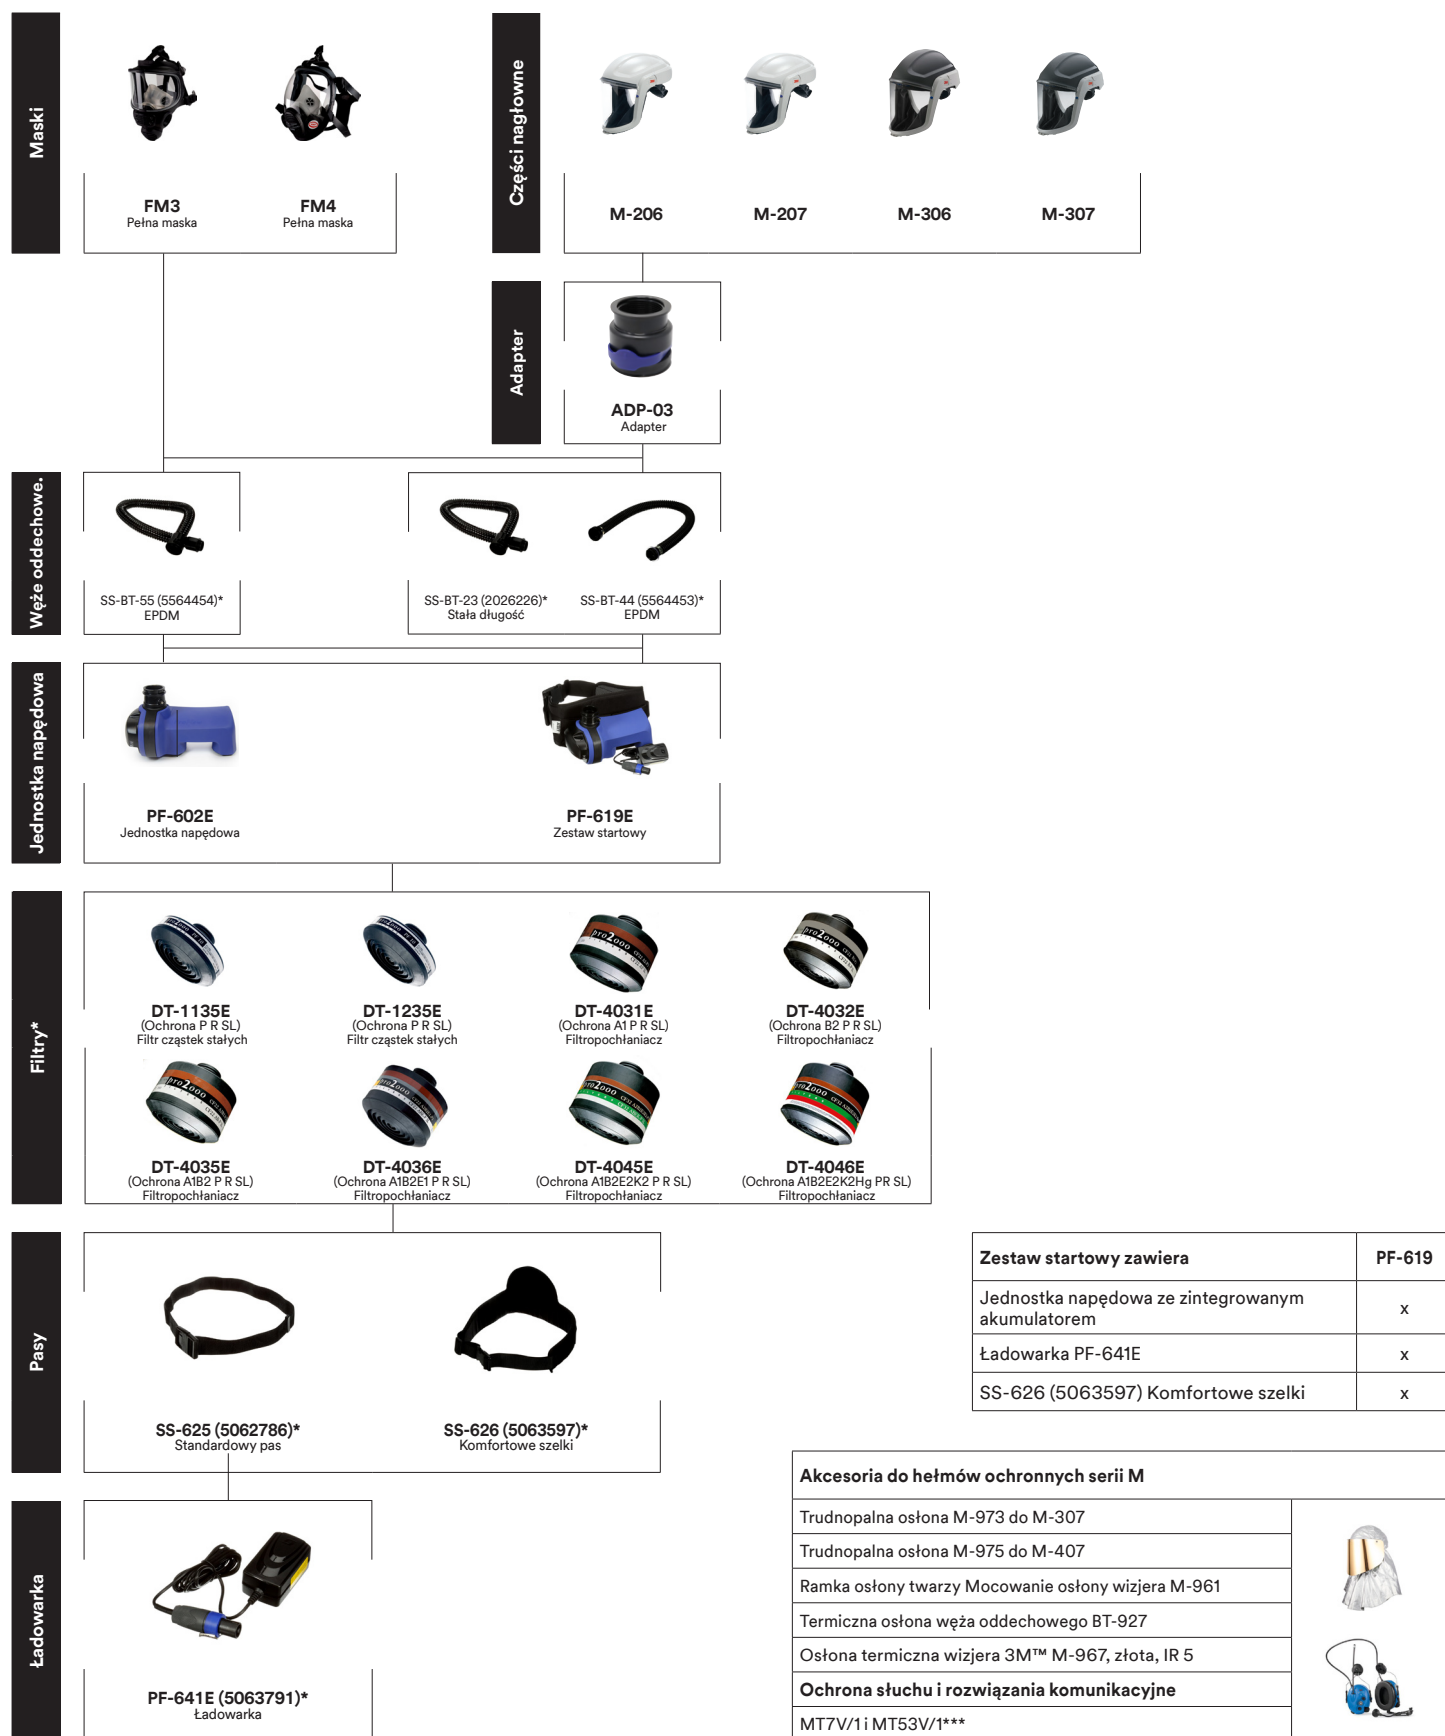 Maski
FM3
Pełna maska
FM4
Pełna maska
Części nagłowne
M-206
M-207
M-306
M-307
Adapter
ADP-03
Adapter
Węże oddechowe.
SS-BT-55 (5564454)*
EPDM
SS-BT-23 (2026226)*
Stała długość
SS-BT-44 (5564453)*
EPDM
Jednostka napędowa
PF-602E
Jednostka napędowa
PF-619E
Zestaw startowy
Filtry*
DT-1135E
(Ochrona P R SL)
Filtr cząstek stałych
DT-1235E
(Ochrona P R SL)
Filtr cząstek stałych
DT-4031E
(Ochrona A1 P R SL)
Filtropochłaniacz
DT-4032E
(Ochrona B2 P R SL)
Filtropochłaniacz
DT-4035E
(Ochrona A1B2 P R SL)
Filtropochłaniacz
DT-4036E
(Ochrona A1B2E1 P R SL)
Filtropochłaniacz
DT-4045E
(Ochrona A1B2E2K2 P R SL)
Filtropochłaniacz
DT-4046E
(Ochrona A1B2E2K2Hg PR SL)
Filtropochłaniacz
Pasy
SS-625 (5062786)*
Standardowy pas
SS-626 (5063597)*
Komfortowe szelki
Zestaw startowy zawiera PF-619
Jednostka napędowa ze zintegrowanym
akumulatorem x
Ładowarka PF-641E x
SS-626 (5063597) Komfortowe szelki x
Ładowarka
PF-641E (5063791)*
Ładowarka
Akcesoria do hełmów ochronnych serii M
Trudnopalna osłona M-973 do M-307
Trudnopalna osłona M-975 do M-407
Ramka osłony twarzy Mocowanie osłony wizjera M-961
Termiczna osłona węża oddechowego BT-927
Osłona termiczna wizjera 3M™ M-967, złota, IR 5
Ochrona słuchu i rozwiązania komunikacyjne
MT7V/1 i MT53V/1***